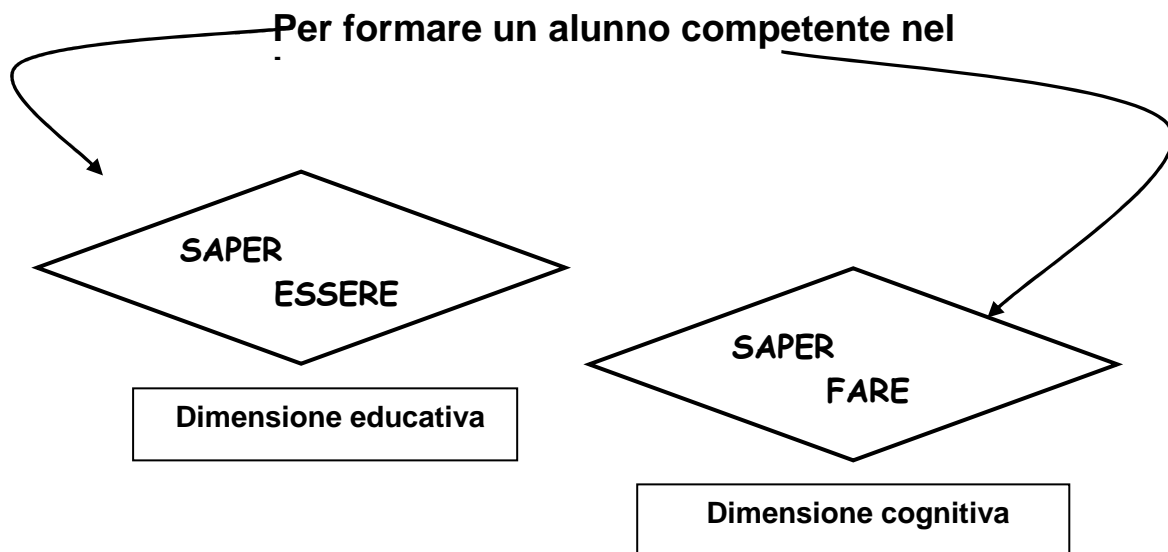 Per formare un alunno competente nel
SAPER
ESSERE
Dimensione educativa
SAPER
FARE
Dimensione cognitiva